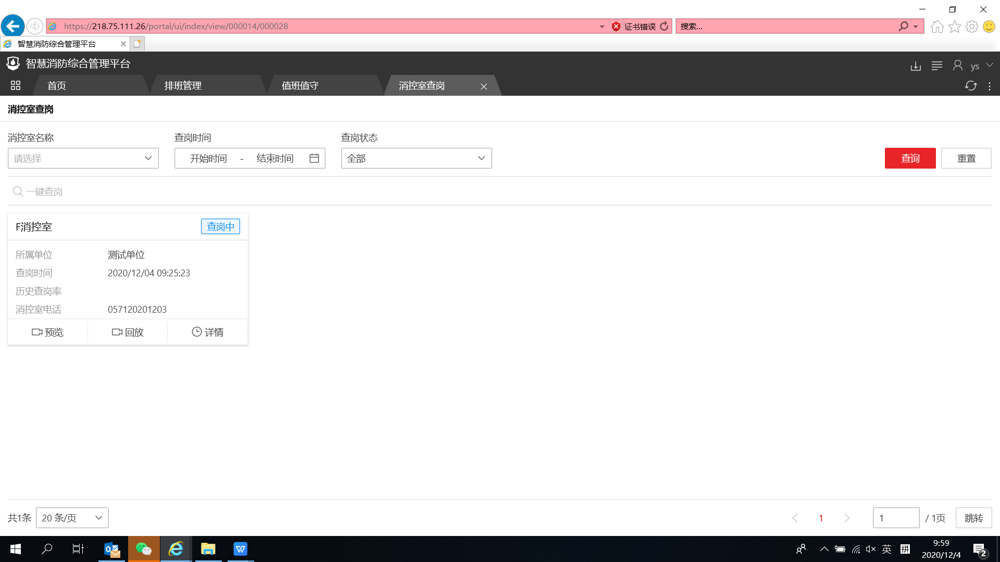 https://218.75.111.26/portal/ui/index/view/000014/000028
证书错误
搜索...
智慧消防综合管理平台
智慧消防综合管理平台
ys
首页
排班管理
值班值守
消控室查岗
消控室查岗
消控室名称
查岗时间
查岗状态
请选择
开始时间 - 结束时间
全部
查询
重置
一键查岗
F消控室
查岗中
所属单位 测试单位
查岗时间 2020/12/04 09:25:23
历史查岗率
消控室电话 057120201203
预览
回放
详情
共1条
20 条/页
1
1
/ 1页
跳转
英
拼
9:59
2020/12/4
2